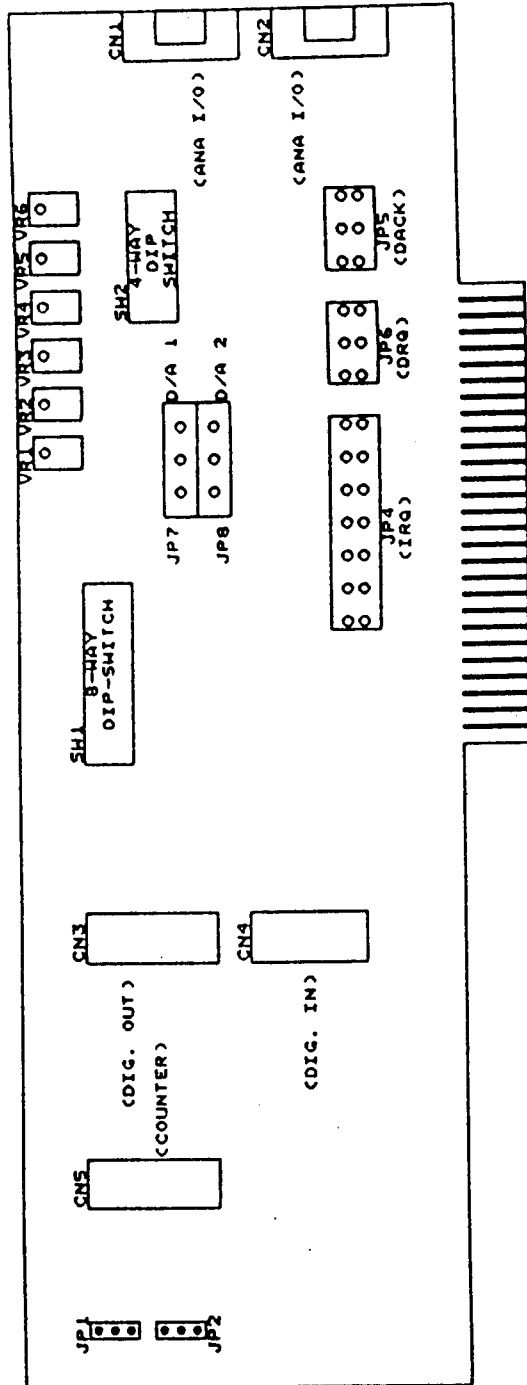 CN1
(ANA I/O)
CN2
(ANA I/O)
VR1 VR2 VR3 VR4 VP5 VR6
SW2
4-WAY
DIP
SWITCH
JP5
(DACK)
JP6
(DRQ)
JP7
D/A 1
JP8
D/A 2
JP4
(IRQ)
SW1
8-WAY
DIP-SWITCH
CN3
(DIG. OUT)
CN4
(DIG. IN)
(COUNTER)
CN5
JP1
JP2